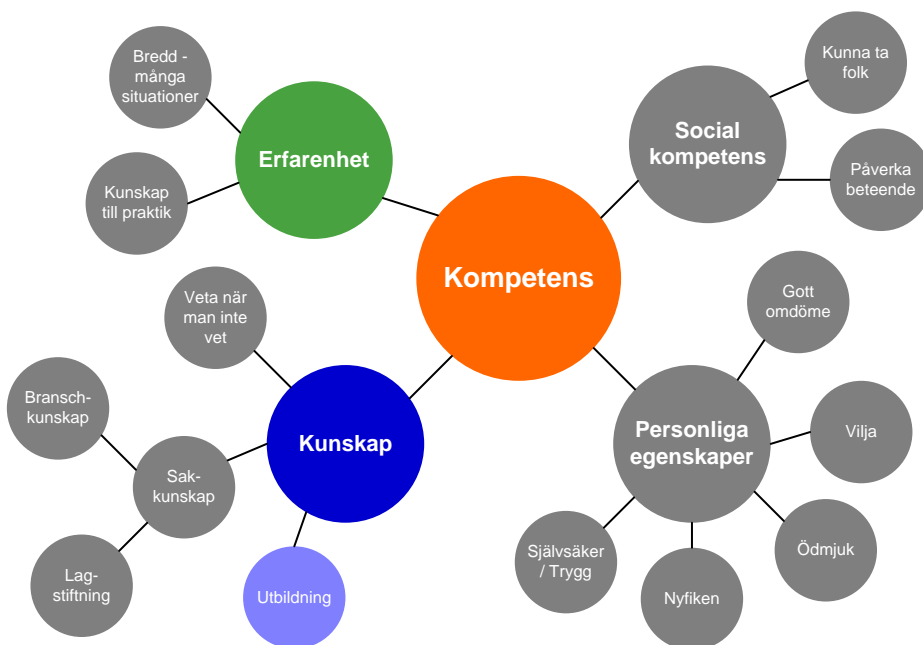 Bredd -
många
situationer
Kunskap
till praktik
Erfarenhet
Social
kompetens
Kunna ta
folk
Påverka
beteende
Kompetens
Veta när
man inte
vet
Bransch-
kunskap
Sak-
kunskap
Lag-
stiftning
Kunskap
Utbildning
Personliga
egenskaper
Gott
omdöme
Vilja
Ödmjuk
Nyfiken
Självsäker
/ Trygg